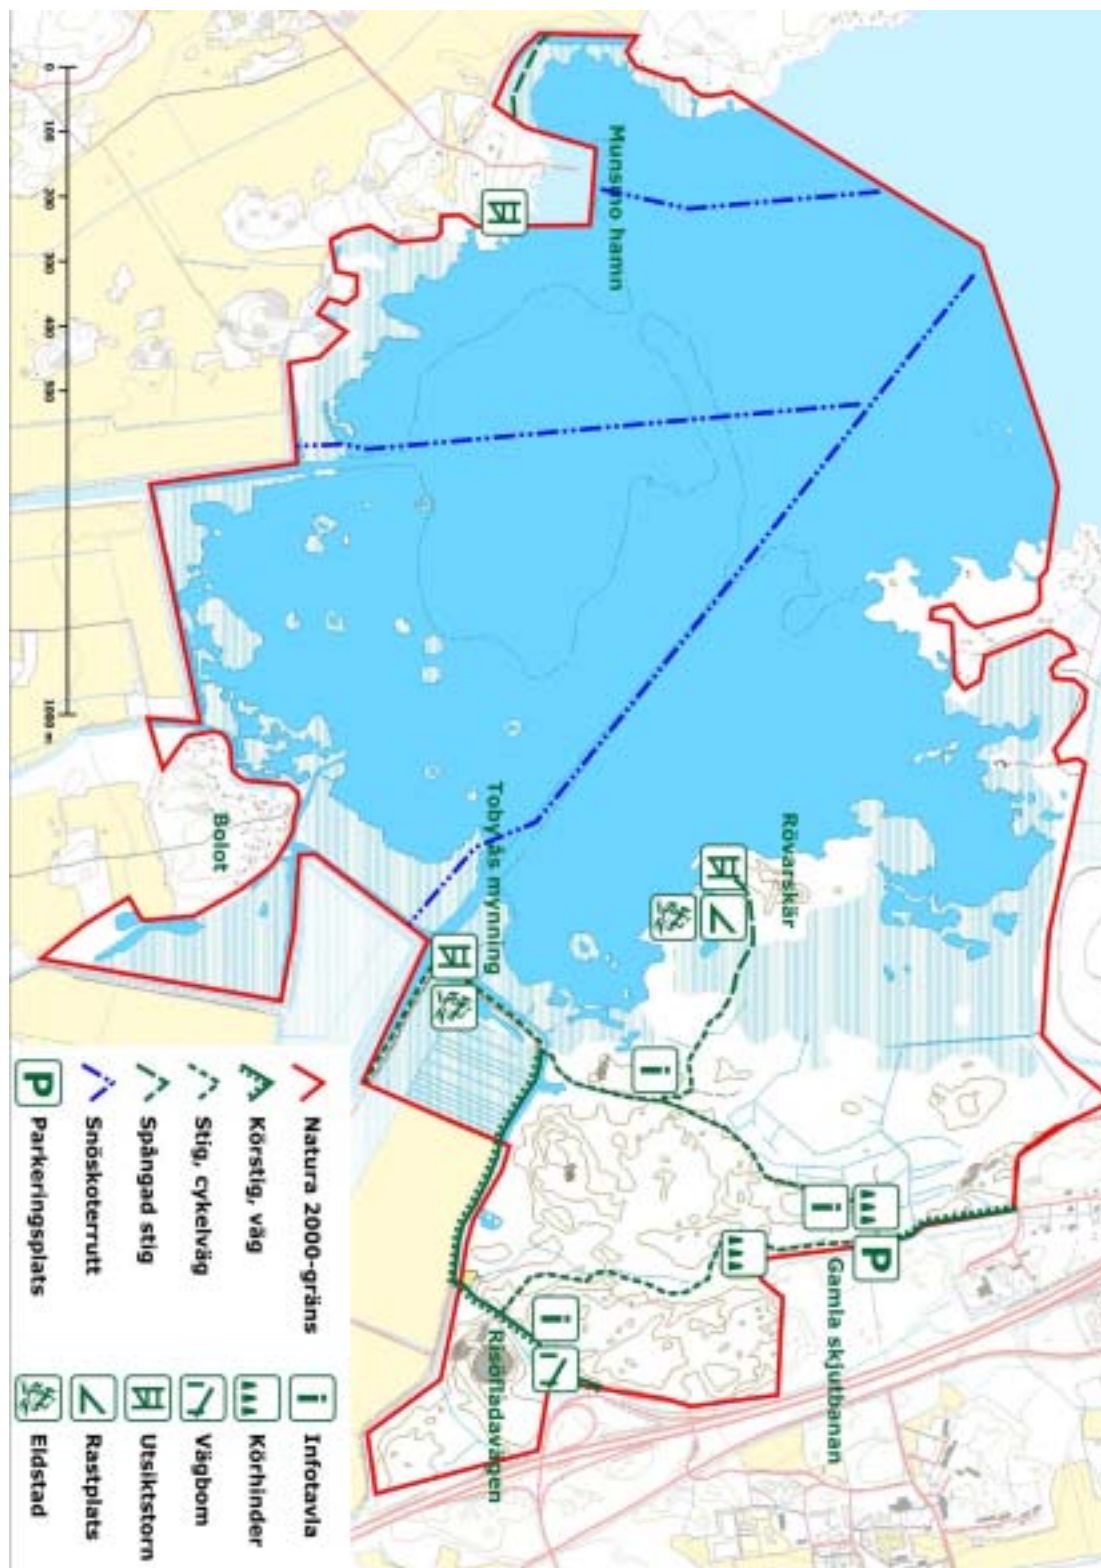 Munsmo hamn
Rövarskär
Tobyås mynning
Bolot
Gamla skjutbanan
Risöfladavägen
0
100
200
300
400
500
1000 m
Natura 2000-gräns
Körstig, väg
Stig, cykelväg
Spångad stig
Snöskoterrutt
P
Parkeringsplats
i
Infotavla
Körhinder
Vägbom
Utsiktstorn
Rastplats
Eldstad